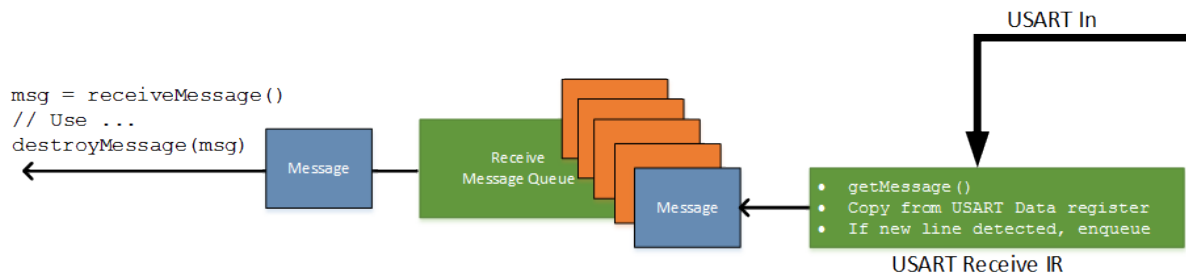 USART In
msg = receiveMessage()
// Use ...
destroyMessage(msg)
Message
Receive
Message Queue
Message
• getMessage()
• Copy from USART Data register
• If new line detected, enqueue
USART Receive IR